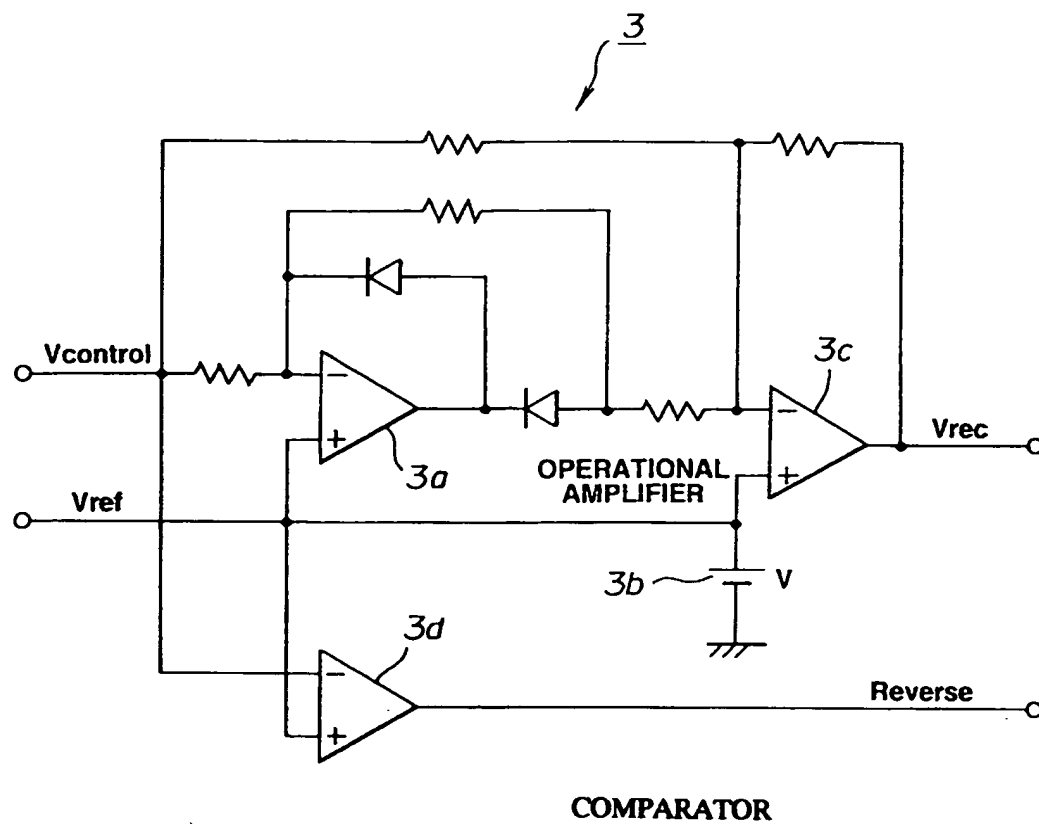 3
Vcontrol
−
+
3a
3c
−
+
Vrec
OPERATIONAL
AMPLIFIER
Vref
3b
V
3d
−
+
Reverse
COMPARATOR